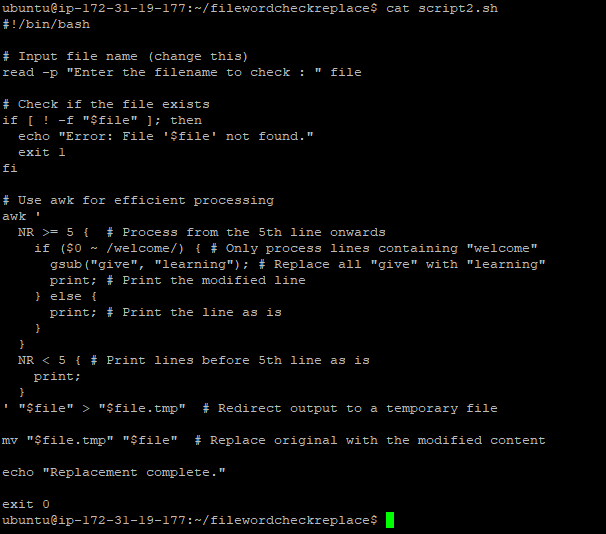 ubuntu@ip-172-31-19-177:~/filewordcheckreplace$ cat script2.sh
#!/bin/bash

# Input file name (change this)
read -p "Enter the filename to check : " file

# Check if the file exists
if [ ! -f "$file" ]; then
  echo "Error: File '$file' not found."
  exit 1
fi

# Use awk for efficient processing
awk '
  NR >= 5 {  # Process from the 5th line onwards
    if ($0 ~ /welcome/) { # Only process lines containing "welcome"
      gsub("give", "learning"); # Replace all "give" with "learning"
      print; # Print the modified line
    } else {
      print; # Print the line as is
    }
  }
  NR < 5 { # Print lines before 5th line as is
    print;
  }
' "$file" > "$file.tmp"  # Redirect output to a temporary file

mv "$file.tmp" "$file"  # Replace original with the modified content

echo "Replacement complete."

exit 0
ubuntu@ip-172-31-19-177:~/filewordcheckreplace$